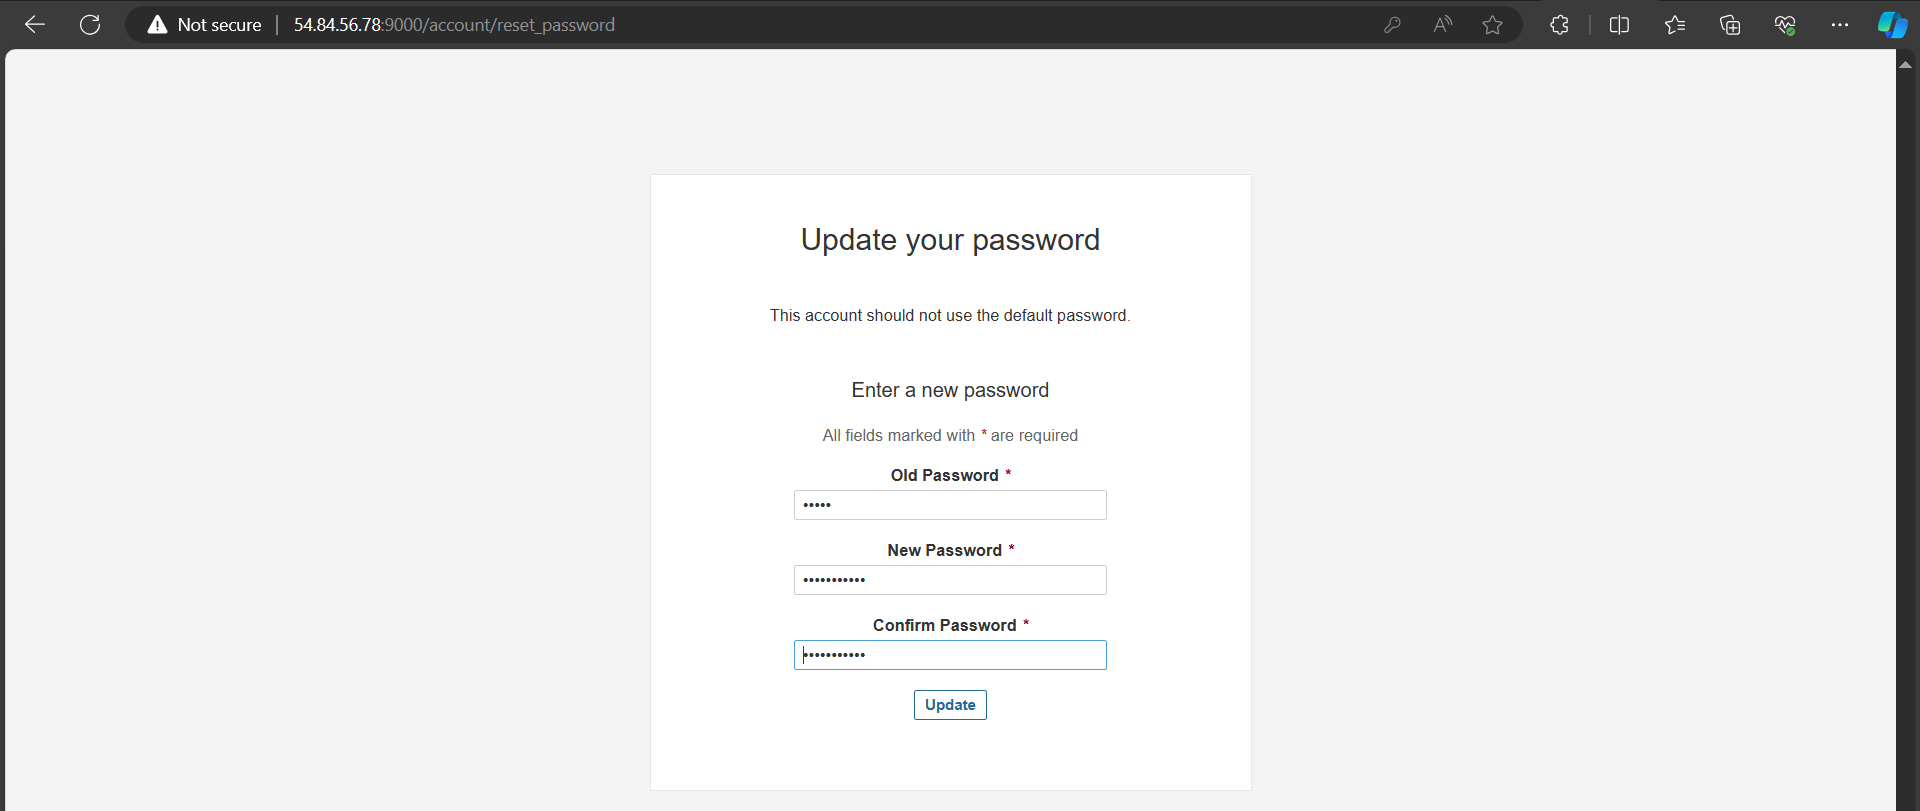 Not secure | 54.84.56.78:9000/account/reset_password
Update your password
This account should not use the default password.
Enter a new password
All fields marked with * are required
Old Password *
•••••
New Password *
•••••••••••
Confirm Password *
•••••••••••
Update